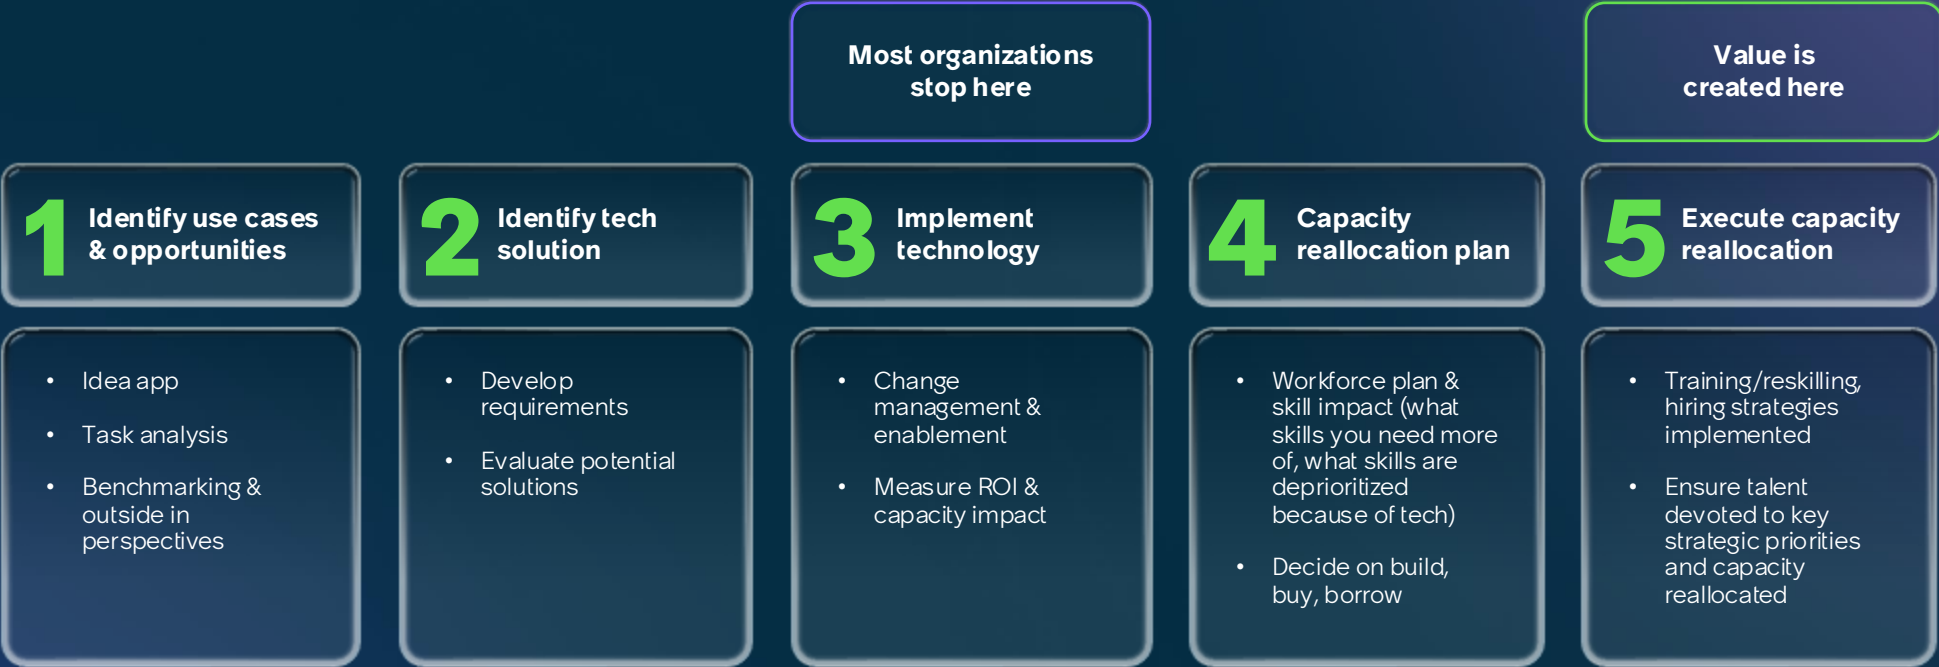 Most organizations
stop here
Value is
created here
1
Identify use cases
& opportunities
2
Identify tech
solution
3
Implement
technology
4
Capacity
reallocation plan
5
Execute capacity
reallocation
• Idea app
• Task analysis
• Benchmarking &
outside in
perspectives
• Develop
requirements
• Evaluate potential
solutions
• Change
management &
enablement
• Measure ROI &
capacity impact
• Workforce plan &
skill impact (what
skills you need more
of, what skills are
deprioritized
because of tech)
• Decide on build,
buy, borrow
• Training/reskilling,
hiring strategies
implemented
• Ensure talent
devoted to key
strategic priorities
and capacity
reallocated